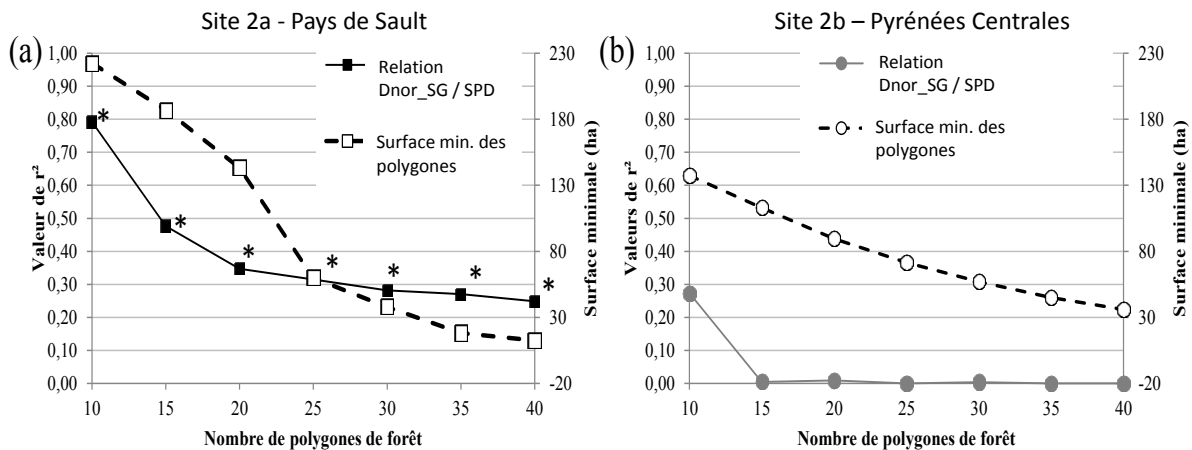 Site 2a - Pays de Sault
(a)
Valeur de r²
1,00
0,90
0,80
0,70
0,60
0,50
0,40
0,30
0,20
0,10
0,00
10 15 20 25 30 35 40
Nombre de polygones de forêt
230
180
130
80
30
-20
Surface minimale (ha)
Relation
Dnor_SG / SPD
Surface min. des
polygones
* * * * * * *
Site 2b – Pyrénées Centrales
(b)
Valeurs de r²
1,00
0,90
0,80
0,70
0,60
0,50
0,40
0,30
0,20
0,10
0,00
10 15 20 25 30 35 40
Nombre de polygones de forêt
230
180
130
80
30
-20
Surface minimale (ha)
Relation
Dnor_SG / SPD
Surface min. des
polygones